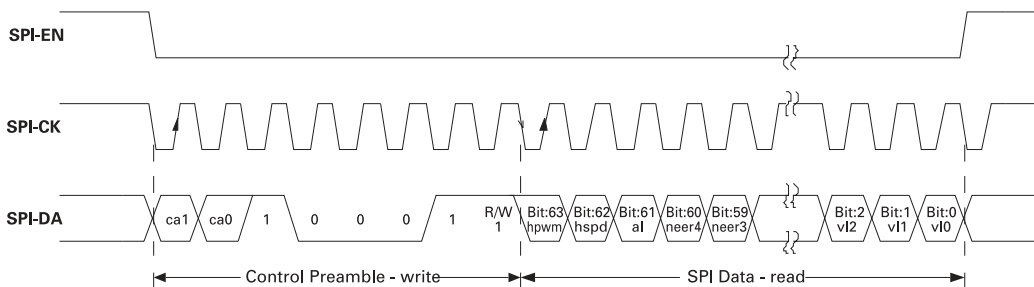 SPI-EN
SPI-CK
SPI-DA
ca1 ca0 1 0 0 0 1 R/W 1 Bit:63 hpwm Bit:62 hspd Bit:61 al Bit:60 neer4 Bit:59 neer3 Bit:2 vl2 Bit:1 vl1 Bit:0 vl0
Control Preamble - write
SPI Data - read